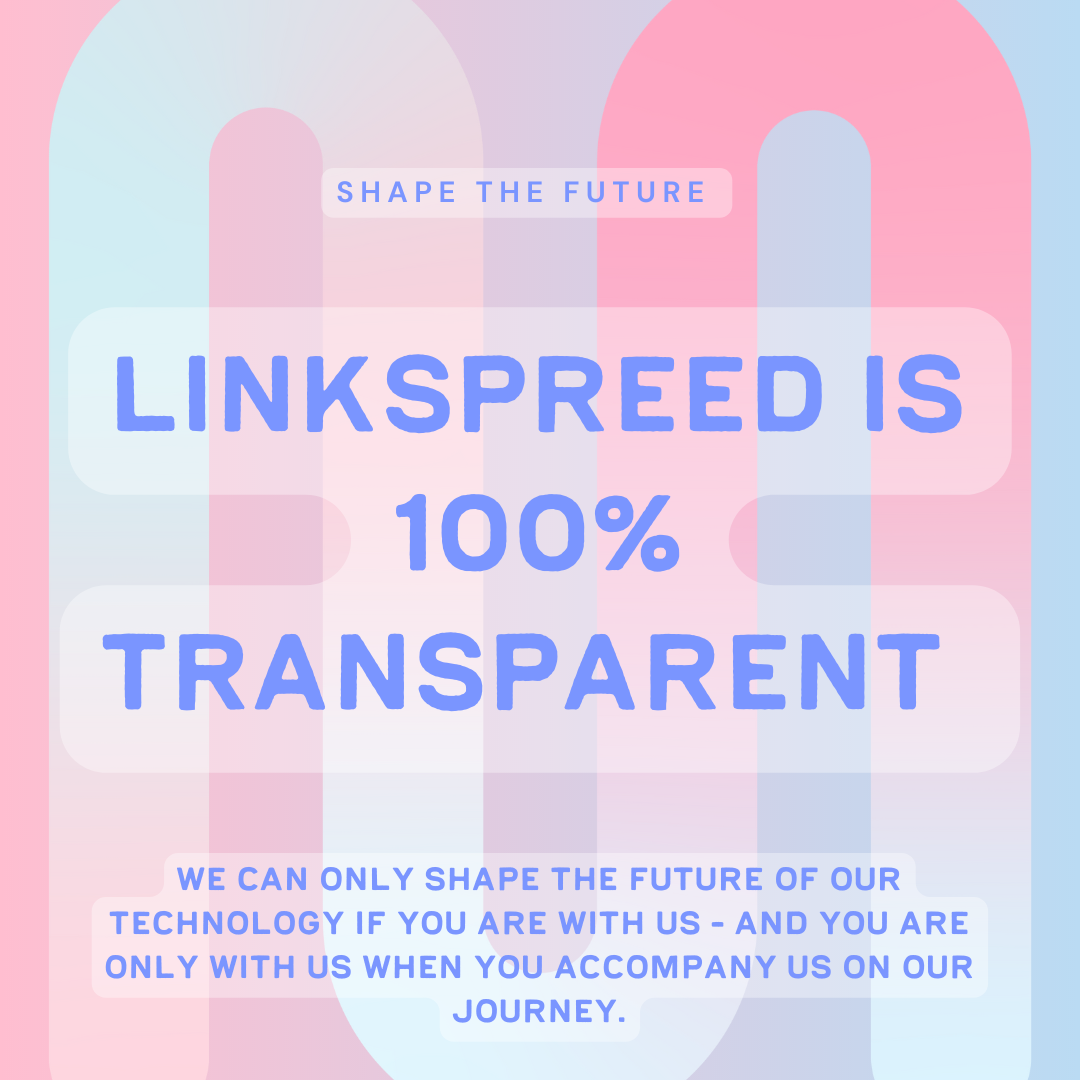 SHAPE THE FUTURE
LINKSPREED IS
100%
TRANSPARENT
WE CAN ONLY SHAPE THE FUTURE OF OUR
TECHNOLOGY IF YOU ARE WITH US - AND YOU ARE
ONLY WITH US WHEN YOU ACCOMPANY US ON OUR
JOURNEY.